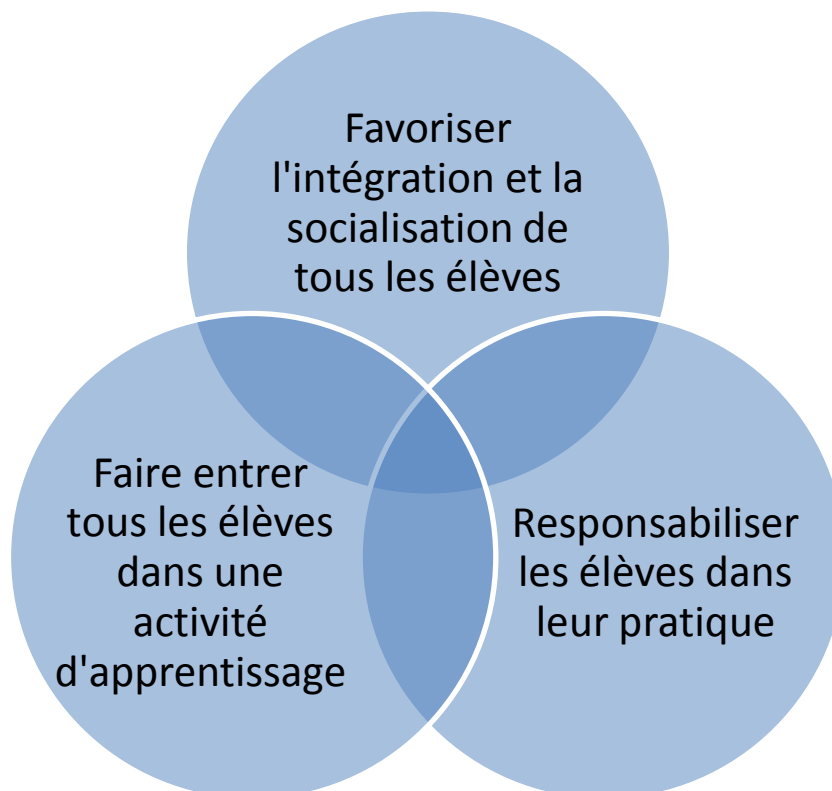 Favoriser
l'intégration et la
socialisation de
tous les élèves
Faire entrer
tous les élèves
dans une
activité
d'apprentissage
Responsabiliser
les élèves dans
leur pratique